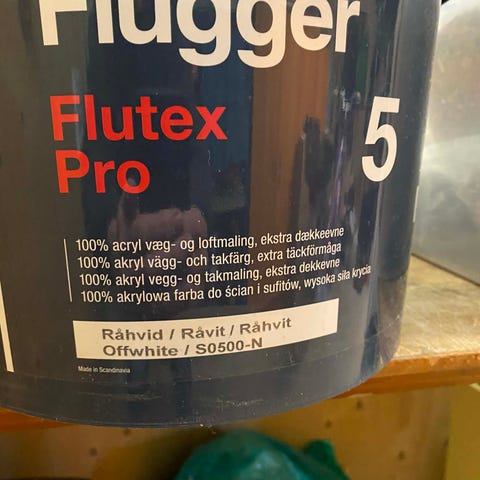 Flügger
Flutex
Pro
5
100% acryl væg- og loftmaling, ekstra dækkeevne
100% akryl vägg- och takfärg, extra täckförmåga
100% akryl vegg- og takmaling, ekstra dekkevne
100% akrylowa farba do ścian i sufitów, wysoka siła krycia
Råhvid / Råvit / Råhvit
Offwhite / S0500-N
Made in Scandinavia